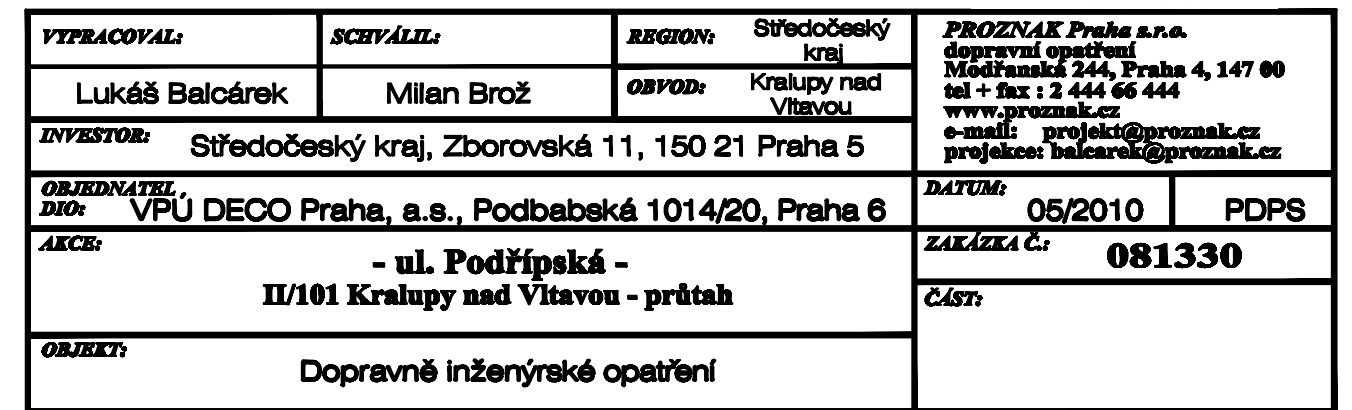 VYPRACOVAL:
SCHVÁLIL:
REGION: Středočeský
kraj
Lukáš Balcárek
Milan Brož
OBVOD: Kralupy nad
Vltavou
INVESTOR: Středočeský kraj, Zborovská 11, 150 21 Praha 5
PROZNAK Praha s.r.o.
dopravní opatření
Modřanská 244, Praha 4, 147 00
tel + fax : 2 444 66 444
www.proznak.cz
e-mail: projekt@proznak.cz
projekce: balcarek@proznak.cz
OBJEDNATEL
DIO: VPÚ DECO Praha, a.s., Podbabská 1014/20, Praha 6
DATUM: 05/2010 PDPS
AKCE:
- ul. Podřípská -
II/101 Kralupy nad Vltavou - průtah
ZAKÁZKA Č.: 081330
ČÁST:
OBJEKT:
Dopravně inženýrské opatření